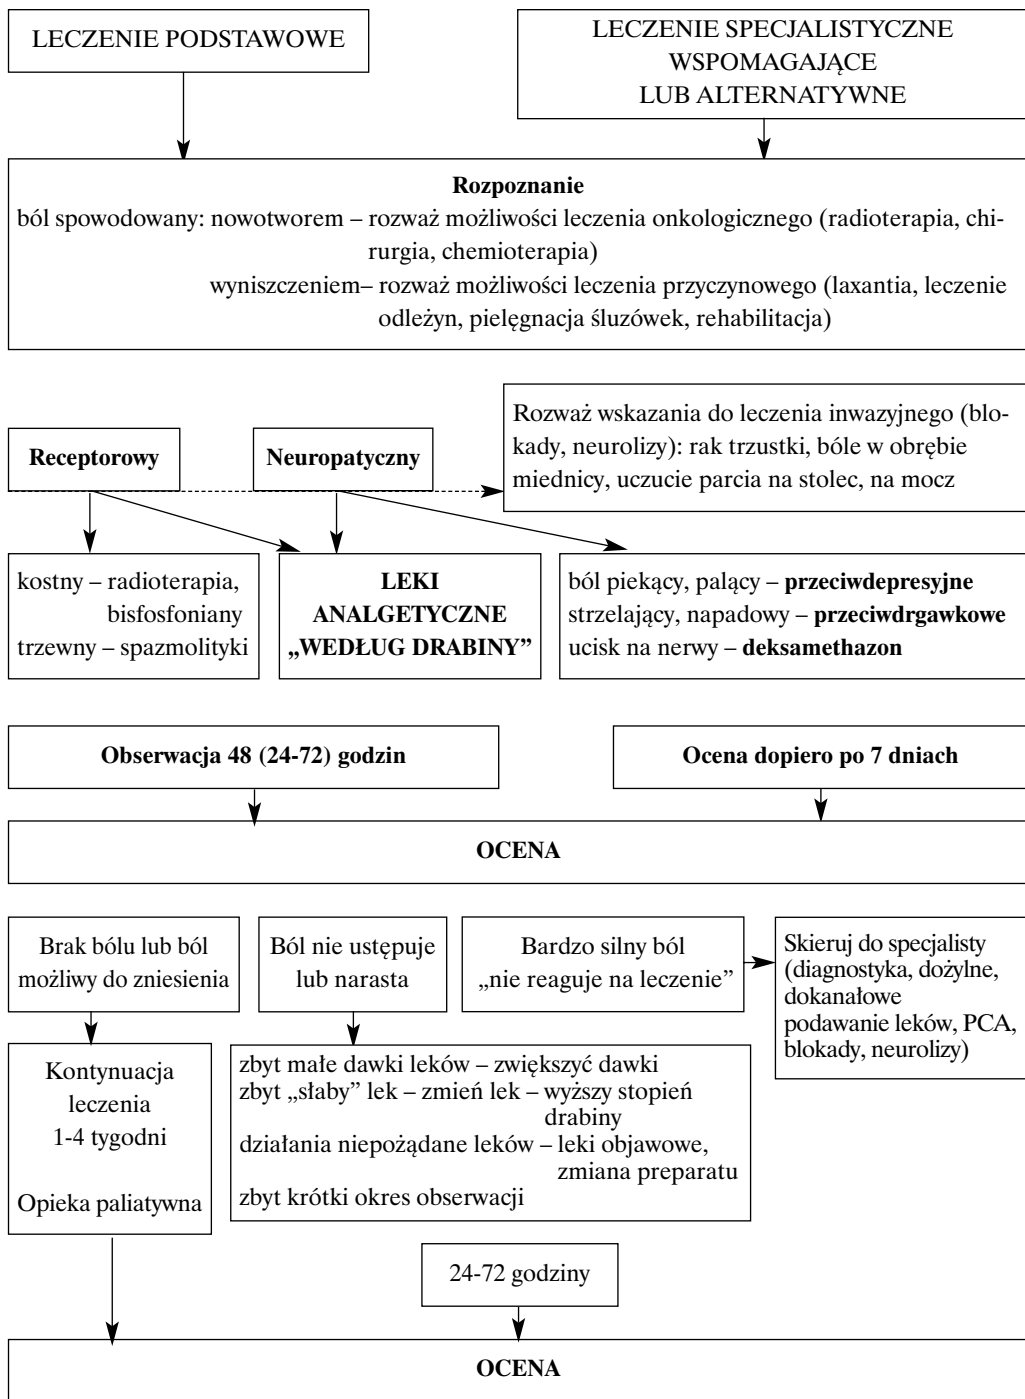 LECZENIE PODSTAWOWE
LECZENIE SPECJALISTYCZNE
WSPOMAGAJĄCE
LUB ALTERNATYWNE
Rozpoznanie
ból spowodowany: nowotworem – rozważ możliwości leczenia onkologicznego (radioterapia, chi-
rurgia, chemioterapia)
wyniszczeniem– rozważ możliwości leczenia przyczynowego (laxantia, leczenie
odleżyn, pielęgnacja śluzówek, rehabilitacja)
Receptorowy
Neuropatyczny
Rozważ wskazania do leczenia inwazyjnego (blo-
kady, neurolizy): rak trzustki, bóle w obrębie
miednicy, uczucie parcia na stolec, na mocz
kostny – radioterapia,
bisfosfoniany
trzewny – spazmolityki
LEKI
ANALGETYCZNE
„WEDŁUG DRABINY”
ból piekący, palący – przeciwdepresyjne
strzelający, napadowy – przeciwdrgawkowe
ucisk na nerwy – deksamethazon
Obserwacja 48 (24-72) godzin
Ocena dopiero po 7 dniach
OCENA
Brak bólu lub ból
możliwy do zniesienia
Ból nie ustępuje
lub narasta
Bardzo silny ból
„nie reaguje na leczenie”
Skieruj do specjalisty
(diagnostyka, dożylne,
dokanałowe
podawanie leków, PCA,
blokady, neurolizy)
Kontynuacja
leczenia
1-4 tygodni
Opieka paliatywna
zbyt małe dawki leków – zwiększyć dawki
zbyt „słaby” lek – zmień lek – wyższy stopień
drabiny
działania niepożądane leków – leki objawowe,
zmiana preparatu
zbyt krótki okres obserwacji
24-72 godziny
OCENA